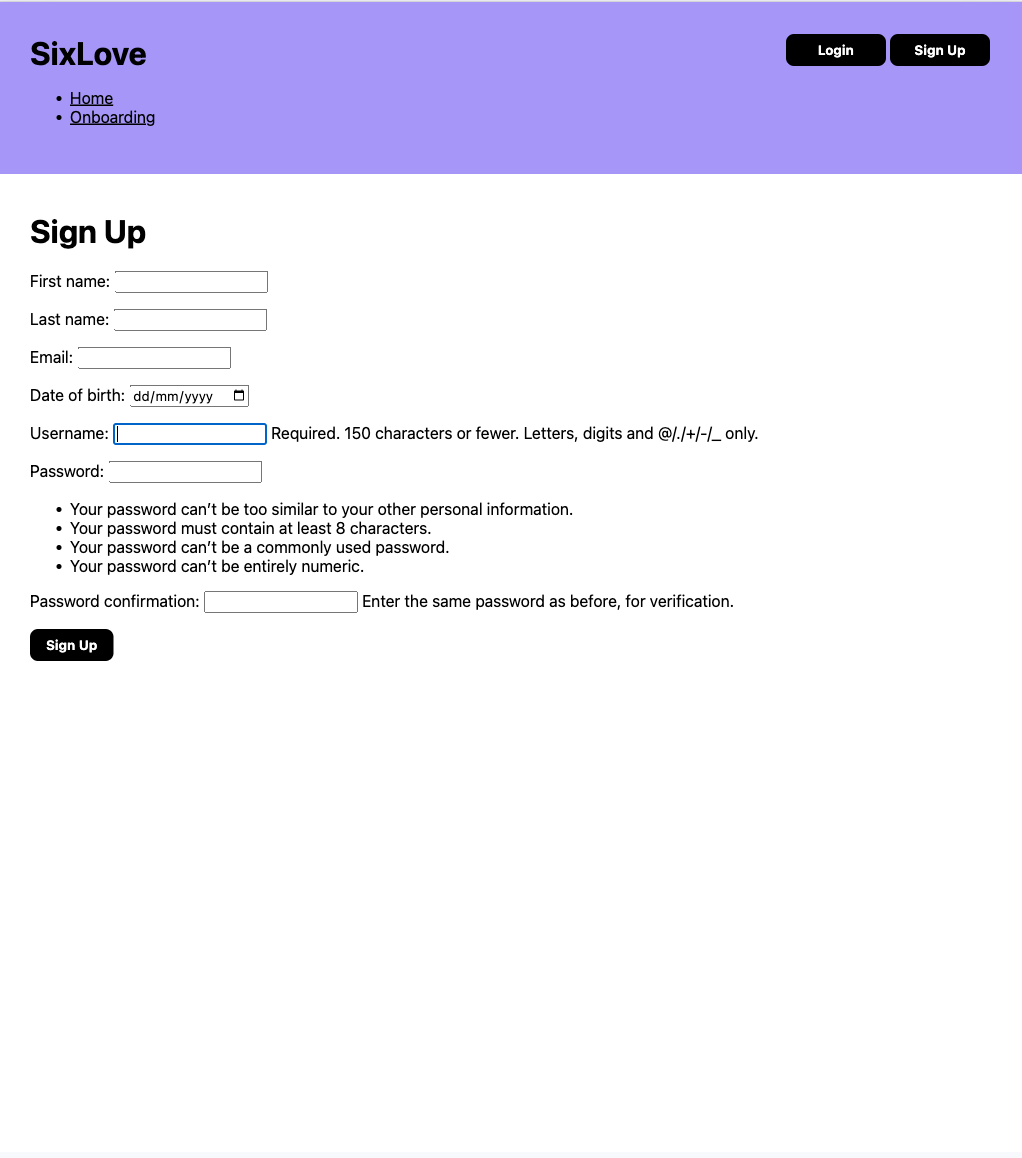 SixLove
Login Sign Up
Home
Onboarding
Sign Up
First name:
Last name:
Email:
Date of birth: dd/mm/yyyy
Username: Required. 150 characters or fewer. Letters, digits and @/./+/-/_ only.
Password:
Your password can’t be too similar to your other personal information.
Your password must contain at least 8 characters.
Your password can’t be a commonly used password.
Your password can’t be entirely numeric.
Password confirmation: Enter the same password as before, for verification.
Sign Up